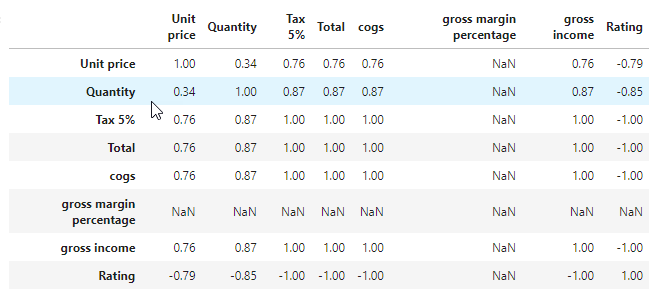 Unit price Quantity Tax 5% Total cogs gross margin percentage gross income Rating
Unit price 1.00 0.34 0.76 0.76 0.76 NaN 0.76 -0.79
Quantity 0.34 1.00 0.87 0.87 0.87 NaN 0.87 -0.85
Tax 5% 0.76 0.87 1.00 1.00 1.00 NaN 1.00 -1.00
Total 0.76 0.87 1.00 1.00 1.00 NaN 1.00 -1.00
cogs 0.76 0.87 1.00 1.00 1.00 NaN 1.00 -1.00
gross margin percentage NaN NaN NaN NaN NaN NaN NaN NaN
gross income 0.76 0.87 1.00 1.00 1.00 NaN 1.00 -1.00
Rating -0.79 -0.85 -1.00 -1.00 -1.00 NaN -1.00 1.00